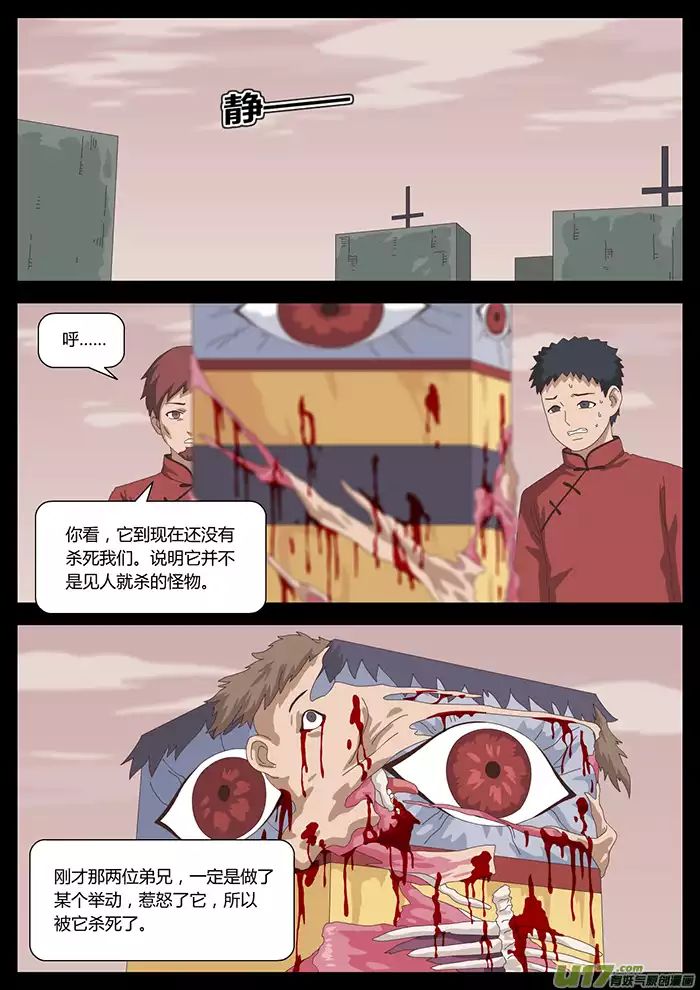 静——
呼……
你看，它到现在还没有
杀死我们。说明它并不
是见人就杀的怪物。
刚才那两位弟兄，一定是做了
某个举动，惹怒了它，所以
被它杀死了。
U17.com
有妖气原创漫画